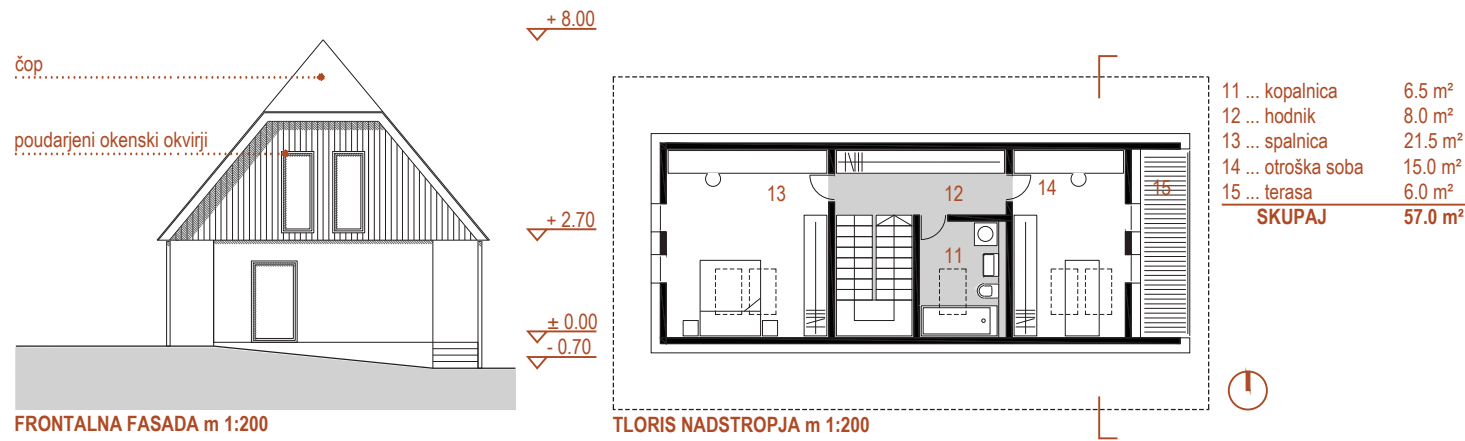 čop
poudarjeni okenski okvirji
+ 8.00
+ 2.70
± 0.00
- 0.70
FRONTALNA FASADA m 1:200
13
12
14
15
11
TLORIS NADSTROPJA m 1:200
11 ... kopalnica 6.5 m²
12 ... hodnik 8.0 m²
13 ... spalnica 21.5 m²
14 ... otroška soba 15.0 m²
15 ... terasa 6.0 m²
SKUPAJ 57.0 m²